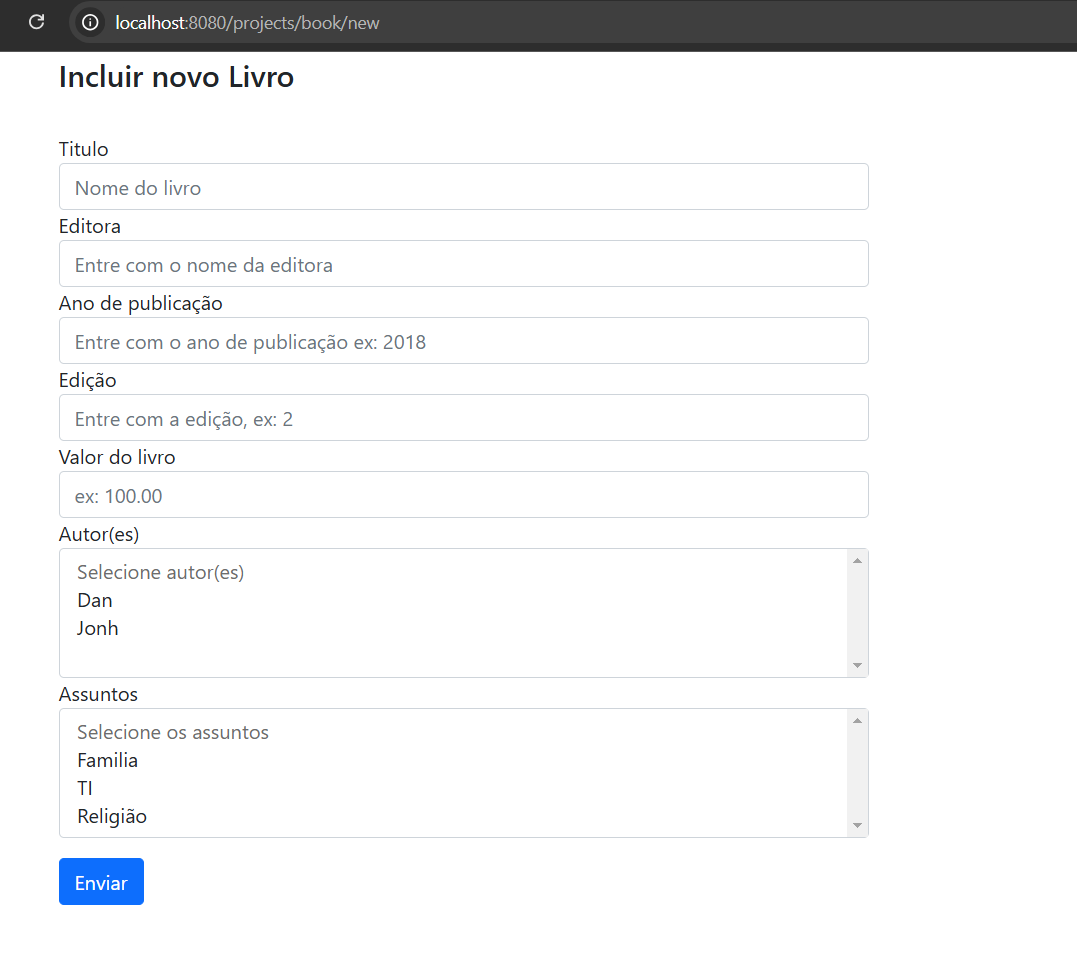 localhost:8080/projects/book/new
Incluir novo Livro
Titulo
Nome do livro
Editora
Entre com o nome da editora
Ano de publicação
Entre com o ano de publicação ex: 2018
Edição
Entre com a edição, ex: 2
Valor do livro
ex: 100.00
Autor(es)
Selecione autor(es)
Dan
Jonh
Assuntos
Selecione os assuntos
Familia
TI
Religião
Enviar